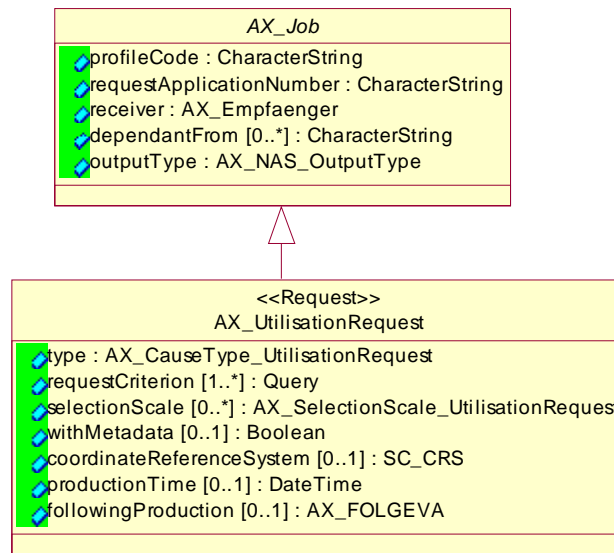 AX_Job
profileCode : CharacterString
requestApplicationNumber : CharacterString
receiver : AX_Empfaenger
dependantFrom [0..*] : CharacterString
outputType : AX_NAS_OutputType
<<Request>>
AX_UtilisationRequest
type : AX_CauseType_UtilisationRequest
requestCriterion [1..*] : Query
selectionScale [0..*] : AX_SelectionScale_UtilisationReques
withMetadata [0..1] : Boolean
coordinateReferenceSystem [0..1] : SC_CRS
productionTime [0..1] : DateTime
followingProduction [0..1] : AX_FOLGEVA